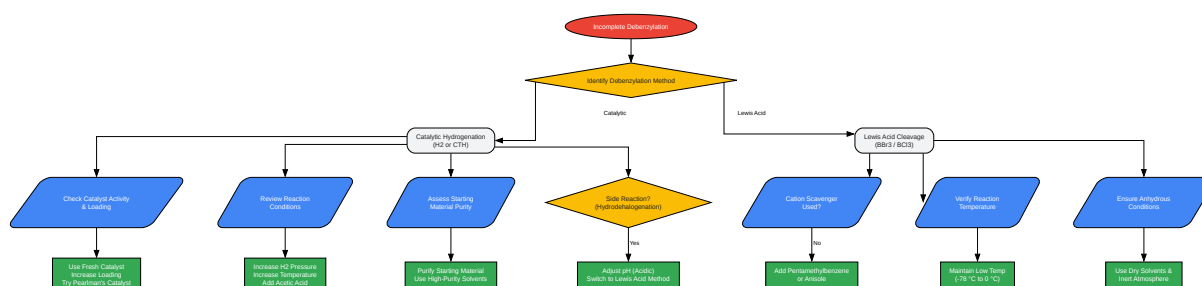 Incomplete Debenzylation
Identify Debenzylation Method
Catalytic
Lewis Acid
Catalytic Hydrogenation
(H2 or CTH)
Lewis Acid Cleavage
(BBr3 / BCl3)
Check Catalyst Activity
& Loading
Review Reaction
Conditions
Assess Starting
Material Purity
Side Reaction?
(Hydrodehalogenation)
Cation Scavenger
Used?
Verify Reaction
Temperature
Ensure Anhydrous
Conditions
Yes
No
Use Fresh Catalyst
Increase Loading
Try Pearlman's Catalyst
Increase H2 Pressure
Increase Temperature
Add Acetic Acid
Purify Starting Material
Use High-Purity Solvents
Adjust pH (Acidic)
Switch to Lewis Acid Method
Add Pentamethylbenzene
or Anisole
Maintain Low Temp
(-78 °C to 0 °C)
Use Dry Solvents &
Inert Atmosphere